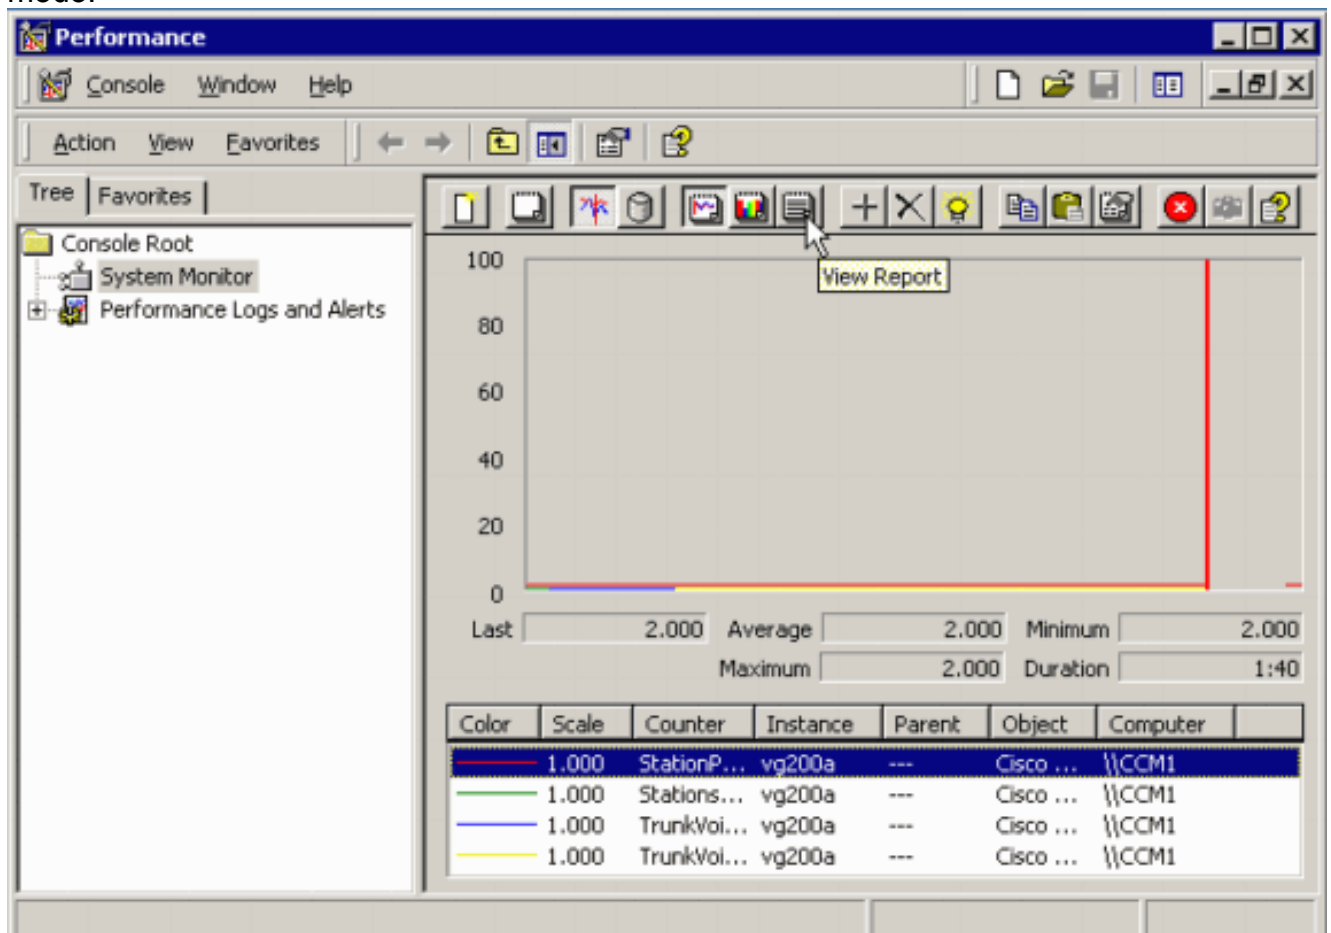 Performance
Console Window Help
Action View Favorites
Tree Favorites
Console Root
System Monitor
Performance Logs and Alerts
View Report
100
80
60
40
20
0
Last 2.000 Average 2.000 Minimum 2.000
Maximum 2.000 Duration 1:40
Color Scale Counter Instance Parent Object Computer
1.000 StationP... vg200a --- Cisco ... \\CCM1
1.000 Stations... vg200a --- Cisco ... \\CCM1
1.000 TrunkVoi... vg200a --- Cisco ... \\CCM1
1.000 TrunkVoi... vg200a --- Cisco ... \\CCM1